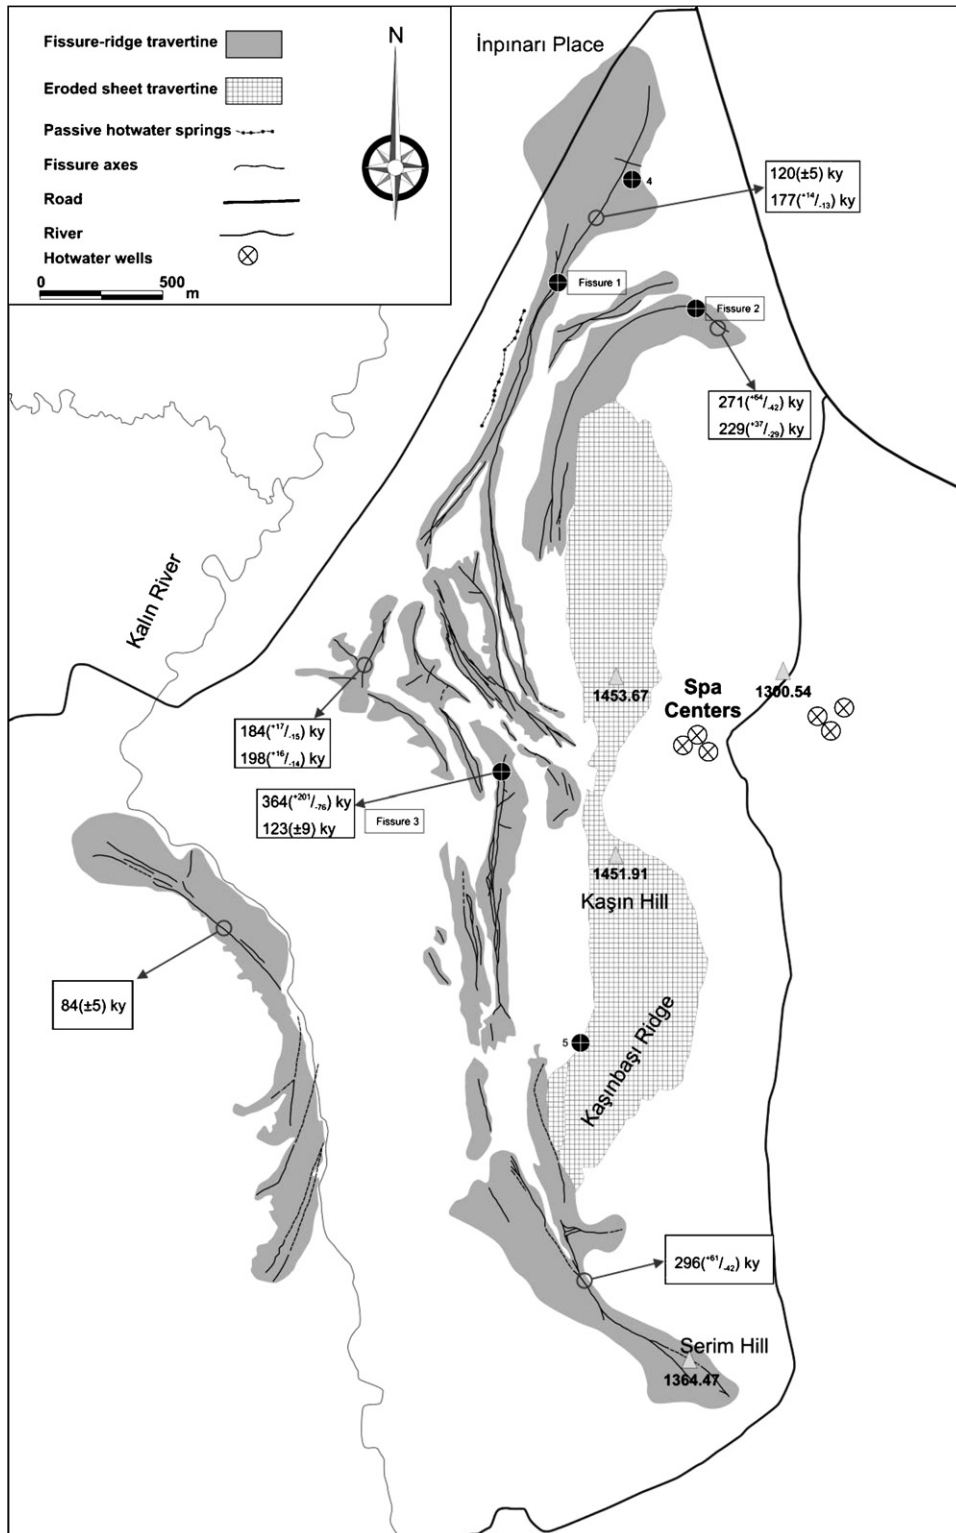 Fissure-ridge travertine
Eroded sheet travertine
Passive hotwater springs
Fissure axes
Road
River
Hotwater wells
0 500
m
N
İnpınarı Place
4
120(±5) ky
177(+14/-13) ky
Fissure 1
Fissure 2
271(+64/-42) ky
229(+37/-29) ky
Kalın River
184(+17/-15) ky
198(+16/-14) ky
1453.67
Spa
Centers
1300.54
364(+201/-76) ky
123(±9) ky
Fissure 3
1451.91
Kaşın Hill
84(±5) ky
5
Kaşınbaşı Ridge
296(+61/-42) ky
Serim Hill
1364.47